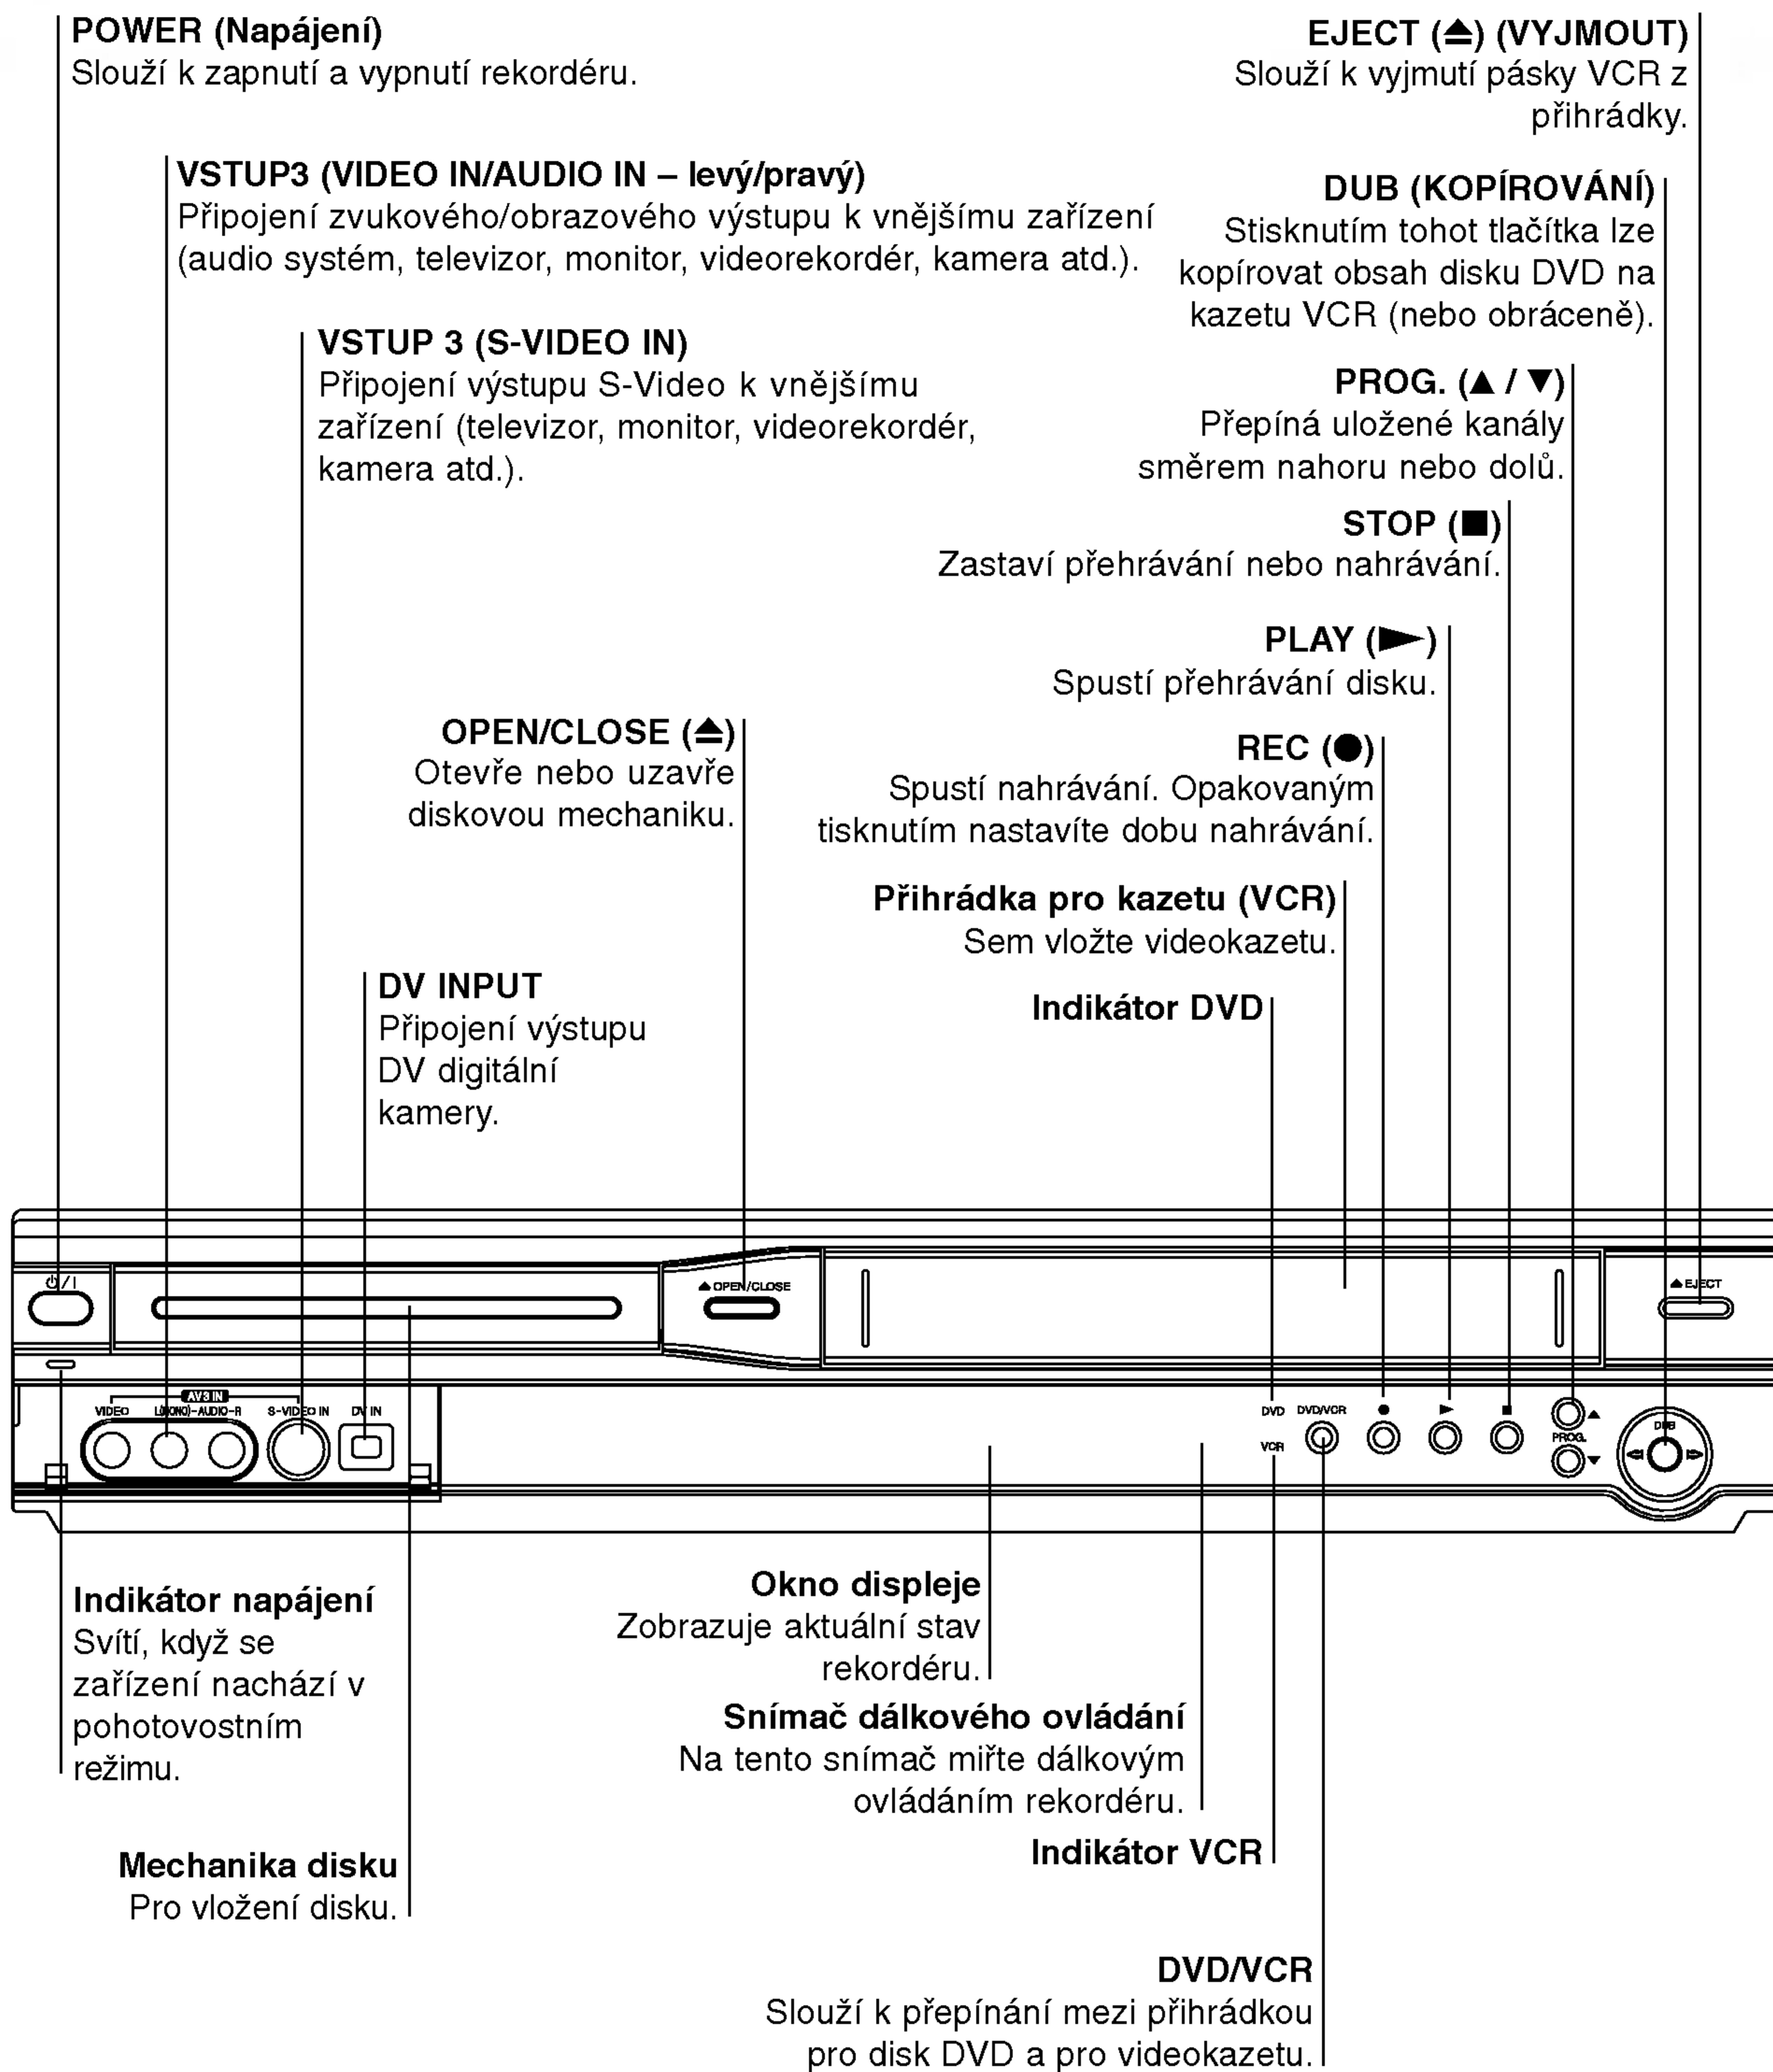 POWER (Napájení)
Slouží k zapnutí a vypnutí rekordéru.
EJECT (⏏) (VYJMOUT)
Slouží k vyjmutí pásky VCR z
přihrádky.
VSTUP3 (VIDEO IN/AUDIO IN – levý/pravý)
Připojení zvukového/obrazového výstupu k vnějšímu zařízení
(audio systém, televizor, monitor, videorekordér, kamera atd.).
DUB (KOPÍROVÁNÍ)
Stisknutím tohot tlačítka lze
kopírovat obsah disku DVD na
kazetu VCR (nebo obráceně).
VSTUP 3 (S-VIDEO IN)
Připojení výstupu S-Video k vnějšímu
zařízení (televizor, monitor, videorekordér,
kamera atd.).
PROG. (▲ / ▼)
Přepíná uložené kanály
směrem nahoru nebo dolů.
STOP (■)
Zastaví přehrávání nebo nahrávání.
PLAY (►)
Spustí přehrávání disku.
OPEN/CLOSE (⏏)
Otevře nebo uzavře
diskovou mechaniku.
REC (●)
Spustí nahrávání. Opakovaným
tisknutím nastavíte dobu nahrávání.
Přihrádka pro kazetu (VCR)
Sem vložte videokazetu.
DV INPUT
Připojení výstupu
DV digitální
kamery.
Indikátor DVD
⏻/I
▲ OPEN/CLOSE
▲ EJECT
AV3 IN
VIDEO L(MONO)-AUDIO-R S-VIDEO IN DV IN
DVD DVD/VCR ● ► ■ ▲
VCR PROG. ▼ DUB
Indikátor napájení
Svítí, když se
zařízení nachází v
pohotovostním
režimu.
Okno displeje
Zobrazuje aktuální stav
rekordéru.
Snímač dálkového ovládání
Na tento snímač miřte dálkovým
ovládáním rekordéru.
Indikátor VCR
Mechanika disku
Pro vložení disku.
DVD/VCR
Slouží k přepínání mezi přihrádkou
pro disk DVD a pro videokazetu.